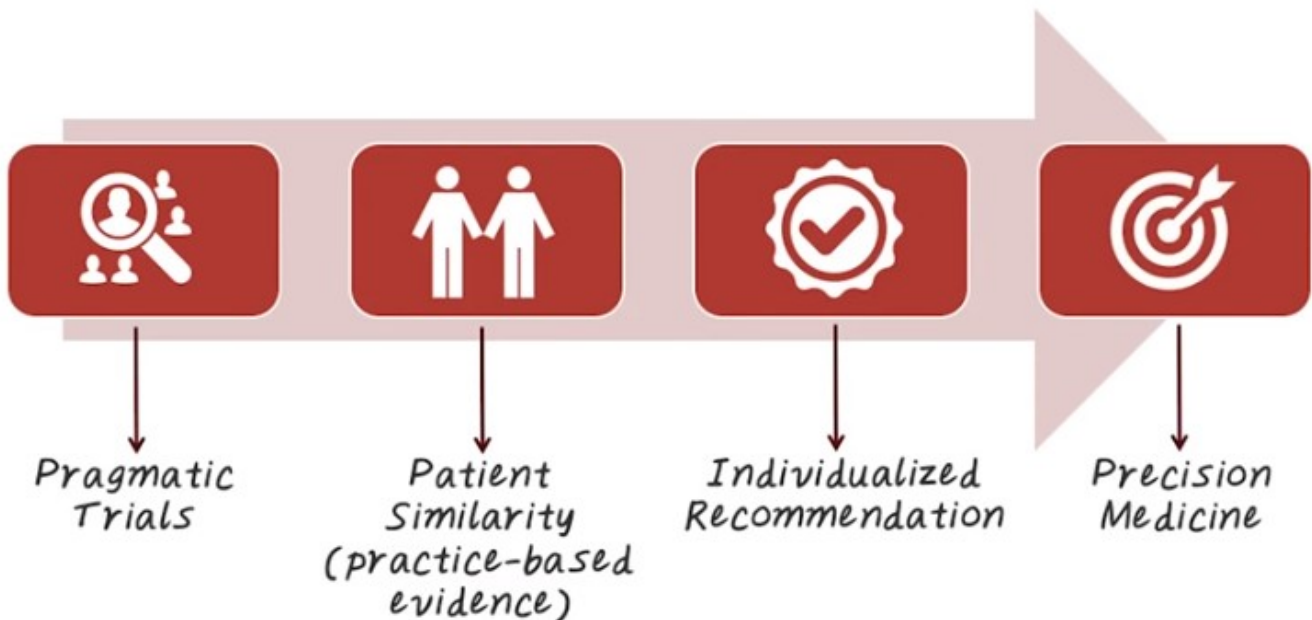 Pragmatic
Trials
Patient
Similarity
(practice-based
evidence)
Individualized
Recommendation
Precision
Medicine